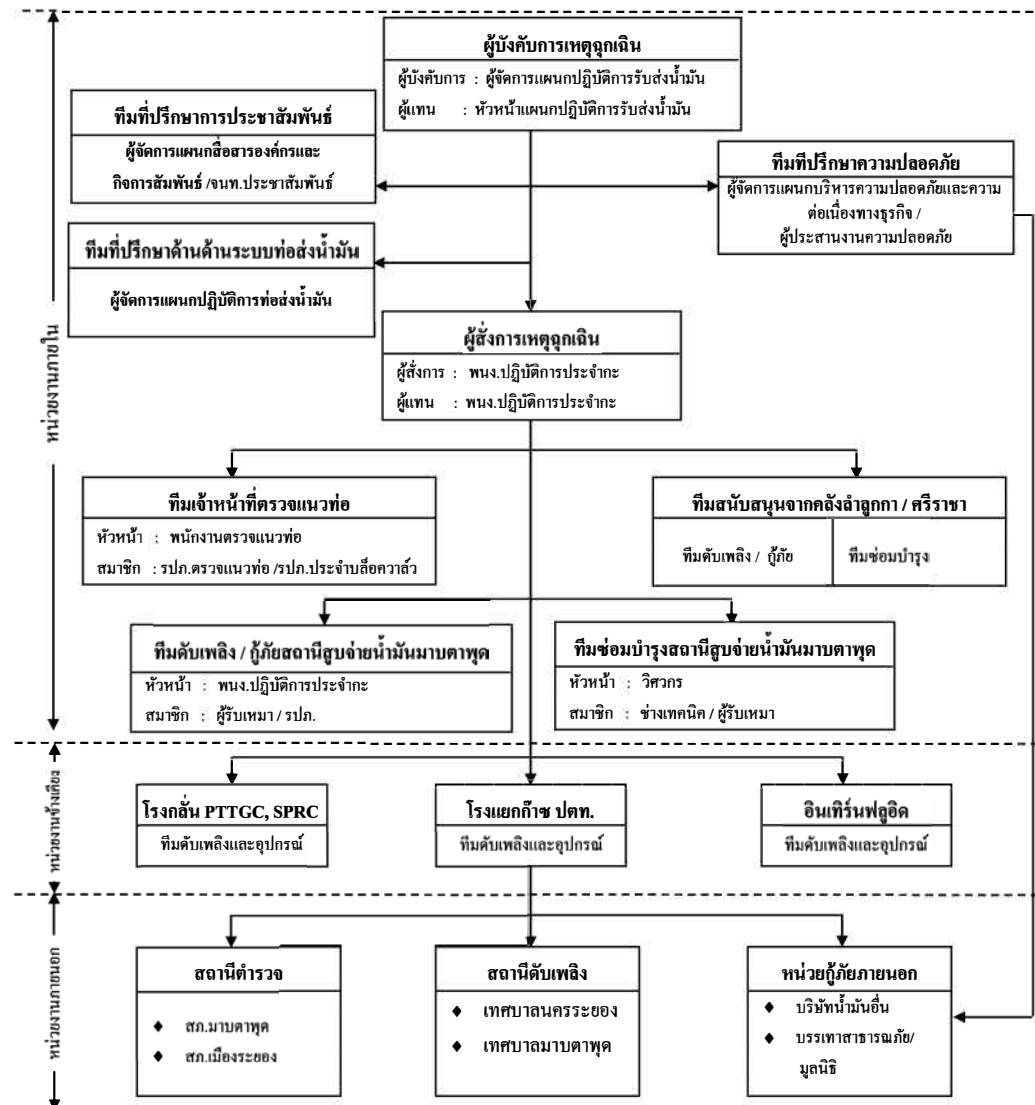 ผู้บังคับการเหตุฉุกเฉิน
ผู้บังคับการ : ผู้จัดการแผนกปฏิบัติการรับส่งน้ำมัน
ผู้แทน : หัวหน้าแผนกปฏิบัติการรับส่งน้ำมัน
ทีมที่ปรึกษาการประชาสัมพันธ์
ผู้จัดการแผนกสื่อสารองค์กรและ
กิจการสัมพันธ์ /จนท.ประชาสัมพันธ์
ทีมทีปรึกษาความปลอดภัย
ผู้จัดการแผนกบริหารความปลอดภัยและความ
ต่อเนื่องทางธุรกิจ /
ผู้ประสานงานความปลอดภัย
ทีมที่ปรึกษาด้านด้านระบบท่อส่งน้ำมัน
ผู้จัดการแผนกปฏิบัติการท่อส่งน้ำมัน
หน่วยงานภายใน
ผู้สั่งการเหตุฉุกเฉิน
ผู้สั่งการ : พนง.ปฏิบัติการประจำกะ
ผู้แทน : พนง.ปฏิบัติการประจำกะ
ทีมเจ้าหน้าที่ตรวจแนวท่อ
หัวหน้า : พนักงานตรวจแนวท่อ
สมาชิก : รปภ.ตรวจแนวท่อ /รปภ.ประจำบล็อควาล์ว
ทีมสนับสนุนจากคลังลำลูกกา / ศรีราชา
ทีมดับเพลิง / กู้ภัย
ทีมซ่อมบำรุง
ทีมดับเพลิง / กู้ภัยสถานีสูบจ่ายน้ำมันมาบตาพุด
หัวหน้า : พนง.ปฏิบัติการประจำกะ
สมาชิก : ผู้รับเหมา / รปภ.
ทีมซ่อมบำรุงสถานีสูบจ่ายน้ำมันมาบตาพุด
หัวหน้า : วิศวกร
สมาชิก : ช่างเทคนิค / ผู้รับเหมา
หน่วยงานข้างเคียง
โรงกลั่น PTTGC, SPRC
ทีมดับเพลิงและอุปกรณ์
โรงแยกก๊าซ ปตท.
ทีมดับเพลิงและอุปกรณ์
อินเทิร์นฟลูอิด
ทีมดับเพลิงและอุปกรณ์
หน่วยงานภายนอก
สถานีตำรวจ
♦ สภ.มาบตาพุด
♦ สภ.เมืองระยอง
สถานีดับเพลิง
♦ เทศบาลนครระยอง
♦ เทศบาลมาบตาพุด
หน่วยกู้ภัยภายนอก
♦ บริษัทน้ำมันอื่น
♦ บรรเทาสาธารณภัย/
มูลนิธิ